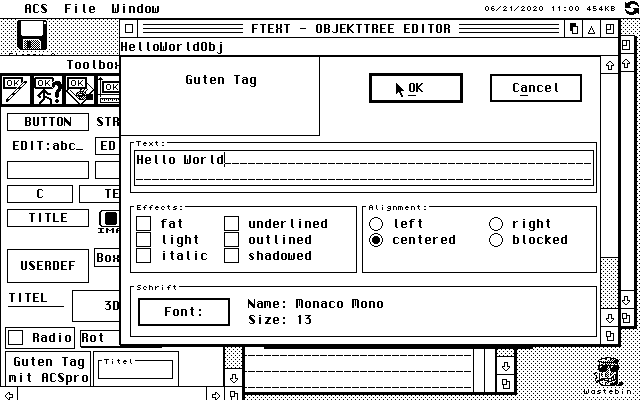 ACS File Window 06/21/2020 11:00 454KB
FTEXT - OBJEKTTREE EDITOR
HelloWorldObj
Toolbox
OK OK OK
Guten Tag
OK
Cancel
BUTTON
EDIT:abc_ ED
C
TITLE
USERDEF Box
TITEL 3D
Radio Rot
Guten Tag
mit ACSpro
Titel
Text:
Hello World
Effects:
fat underlined
light outlined
italic shadowed
Alignment:
left right
centered blocked
Schrift
Font:
Name: Monaco Mono
Size: 13
Wastebin